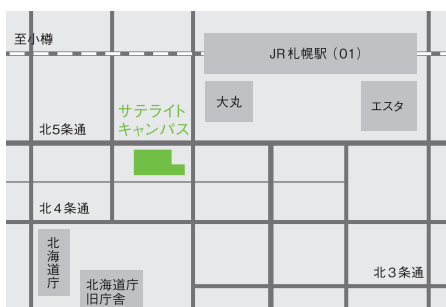 至小樽
JR札幌駅（01）
大丸
エスタ
サテライト
キャンパス
北5条通
北4条通
北海道庁
北海道庁
旧庁舎
北3条通